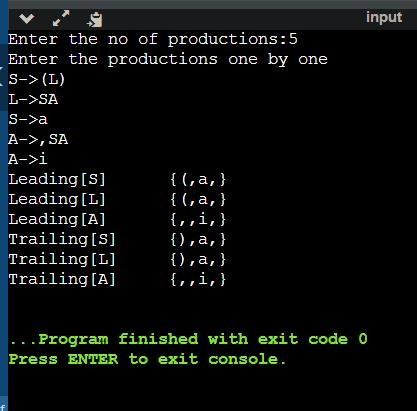 input
Enter the no of productions:5
Enter the productions one by one
S->(L)
L->SA
S->a
A->,SA
A->i
Leading[S]      {(,a,}
Leading[L]      {(,a,}
Leading[A]      {,,i,}
Trailing[S]     {),a,}
Trailing[L]     {),a,}
Trailing[A]     {,,i,}
...Program finished with exit code 0
Press ENTER to exit console.
f